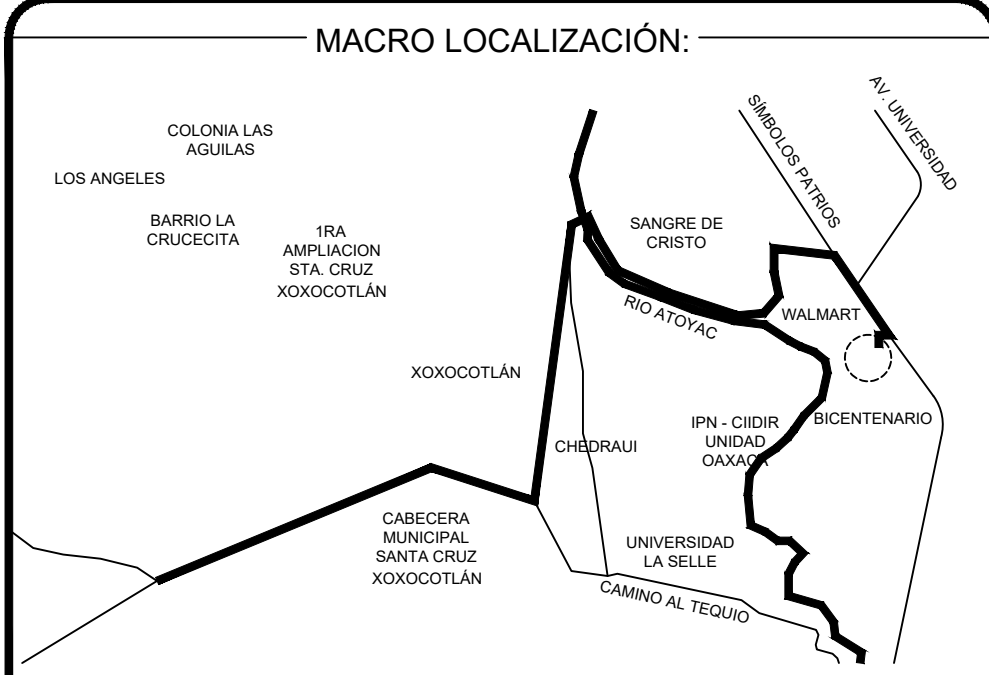 MACRO LOCALIZACIÓN:
AV. UNIVERSIDAD
SÍMBOLOS PATRIOS
COLONIA LAS
AGUILAS
LOS ANGELES
BARRIO LA
CRUCECITA
1RA
AMPLIACION
STA. CRUZ
XOXOCOTLÁN
SANGRE DE
CRISTO
RIO ATOYAC
WALMART
XOXOCOTLÁN
BICENTENARIO
IPN - CIIDIR
UNIDAD
OAXACA
CHEDRAUI
CABECERA
MUNICIPAL
SANTA CRUZ
XOXOCOTLÁN
UNIVERSIDAD
LA SELLE
CAMINO AL TEQUIO